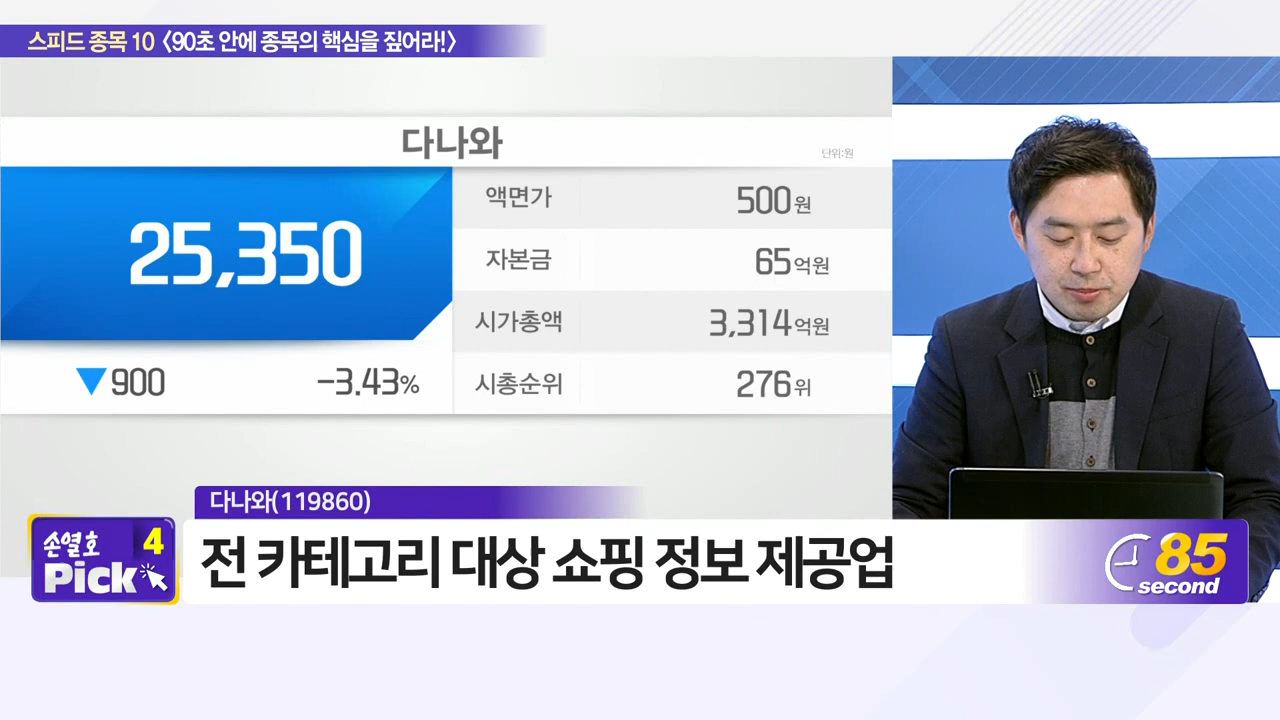 스피드 종목 10 <90초 안에 종목의 핵심을 짚어라!>
다나와
단위:원
25,350
▼900 -3.43%
액면가 500원
자본금 65억원
시가총액 3,314억원
시총순위 276위
다나와(119860)
손열호 4
Pick
전 카테고리 대상 쇼핑 정보 제공업
85
second